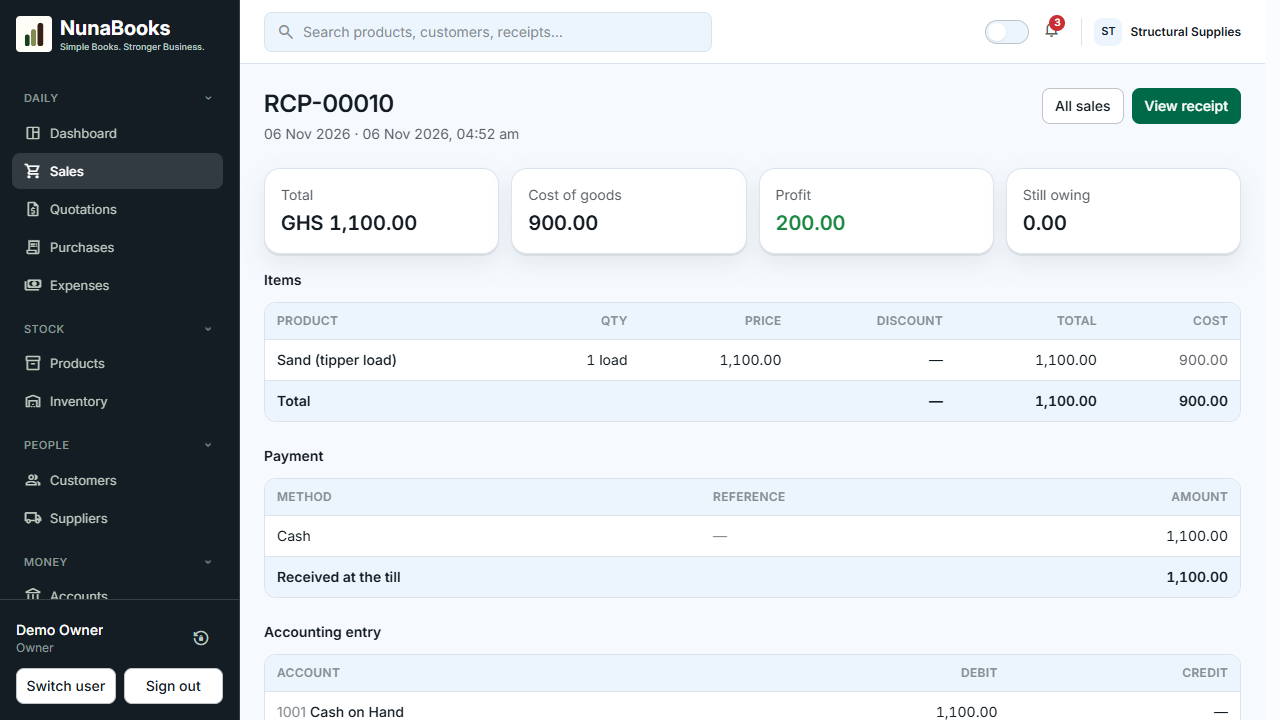 NunaBooks
Simple Books. Stronger Business.
DAILY
Dashboard
Sales
Quotations
Purchases
Expenses
STOCK
Products
Inventory
PEOPLE
Customers
Suppliers
MONEY
Accounts
Demo Owner
Owner
Switch user
Sign out
Search products, customers, receipts...
3
ST
Structural Supplies
RCP-00010
06 Nov 2026 · 06 Nov 2026, 04:52 am
All sales
View receipt
Total
GHS 1,100.00
Cost of goods
900.00
Profit
200.00
Still owing
0.00
Items
PRODUCT QTY PRICE DISCOUNT TOTAL COST
Sand (tipper load) 1 load 1,100.00 — 1,100.00 900.00
Total — 1,100.00 900.00
Payment
METHOD REFERENCE AMOUNT
Cash — 1,100.00
Received at the till 1,100.00
Accounting entry
ACCOUNT DEBIT CREDIT
1001 Cash on Hand 1,100.00 —